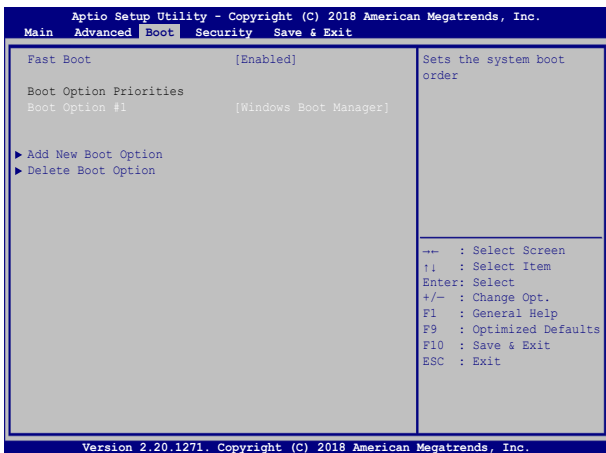 Aptio Setup Utility - Copyright (C) 2018 American Megatrends, Inc.
Main Advanced Boot Security Save & Exit
Fast Boot [Enabled]
Boot Option Priorities
Boot Option #1 [Windows Boot Manager]
▶ Add New Boot Option
▶ Delete Boot Option
Sets the system boot
order
→← : Select Screen
↑↓ : Select Item
Enter: Select
+/— : Change Opt.
F1 : General Help
F9 : Optimized Defaults
F10 : Save & Exit
ESC : Exit
Version 2.20.1271. Copyright (C) 2018 American Megatrends, Inc.